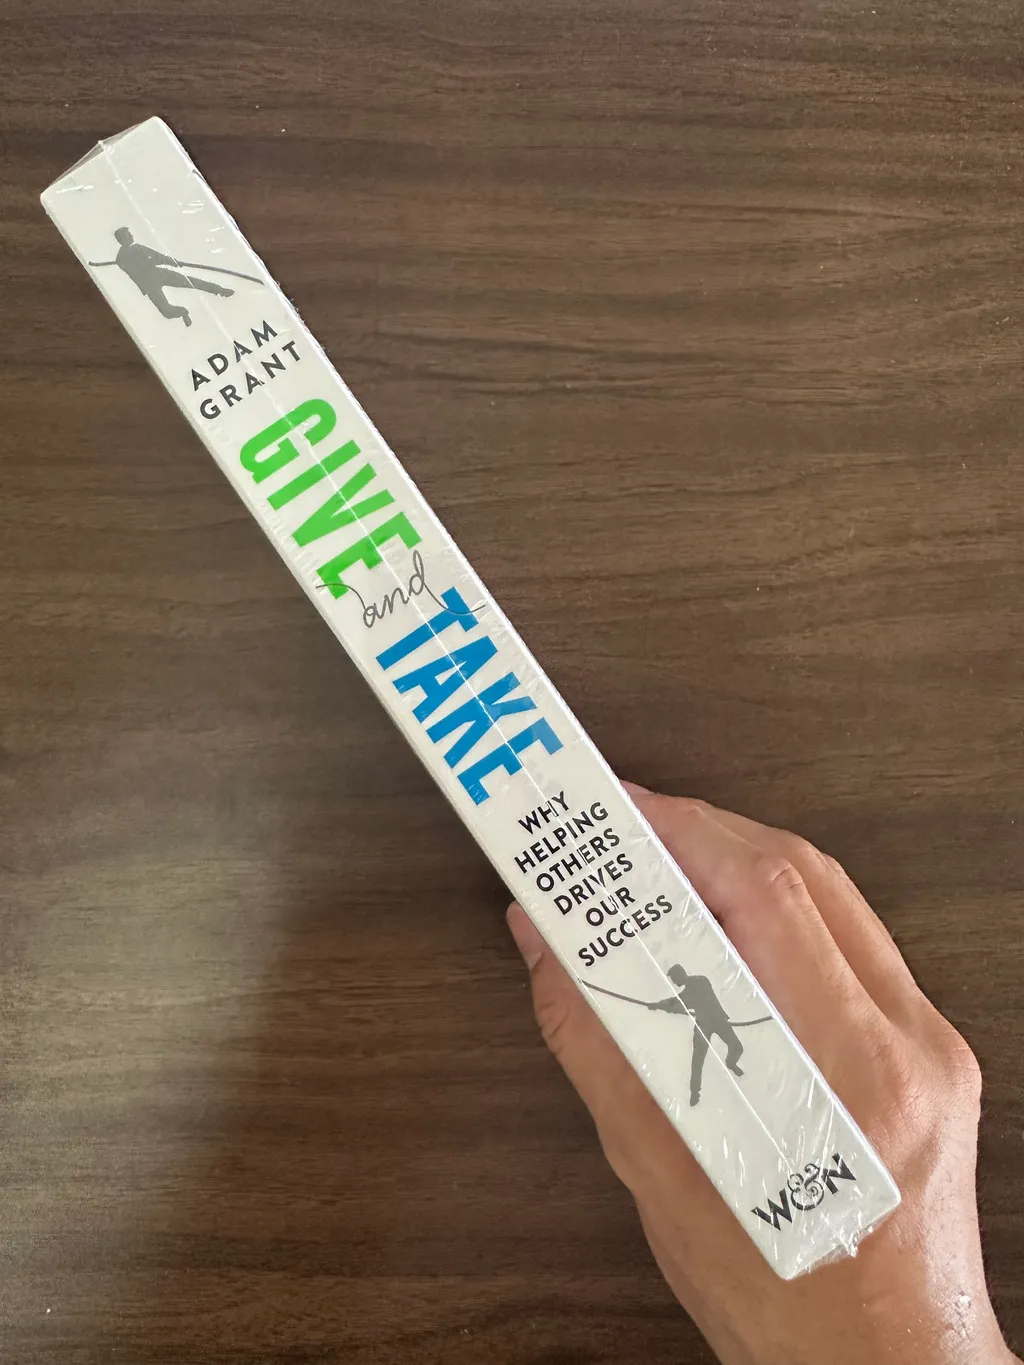 ADAM
GRANT
GIVE
and
TAKE
WHY
HELPING
OTHERS
DRIVES
OUR
SUCCESS
W&N